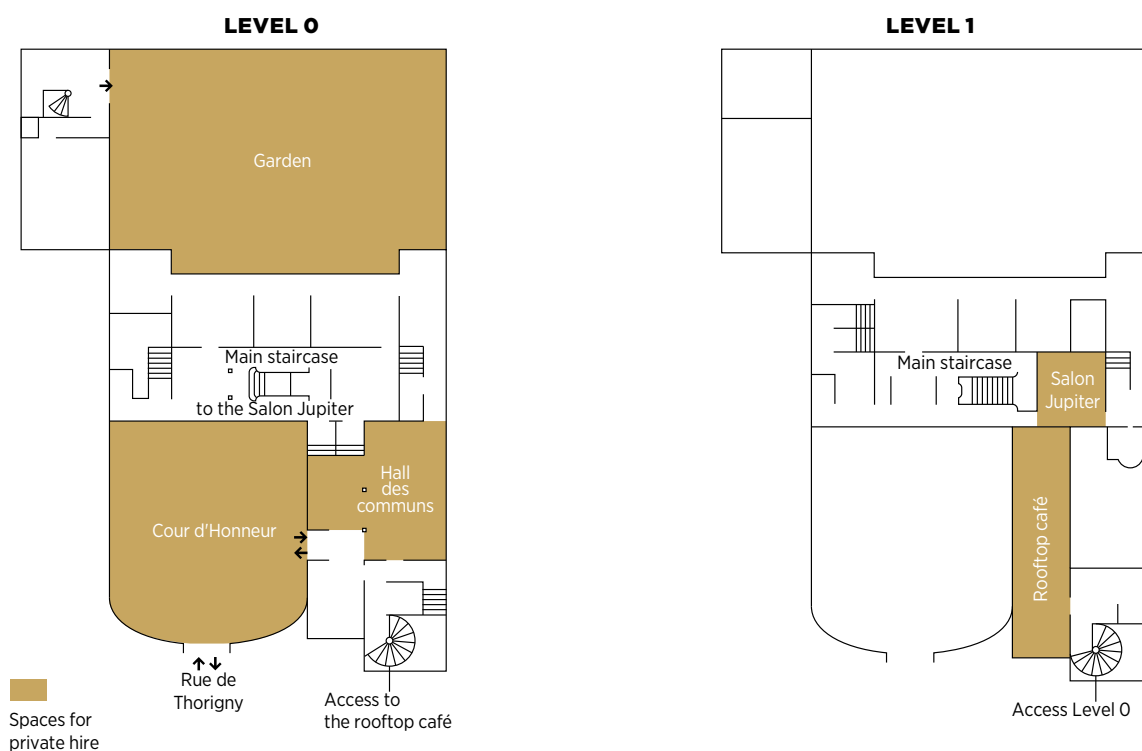 LEVEL 0
Garden
Main staircase
to the Salon Jupiter
Hall
des
communs
Cour d'Honneur
Rue de
Thorigny
Access to
the rooftop café
Spaces for
private hire
LEVEL 1
Main staircase
Salon
Jupiter
Rooftop café
Access Level 0